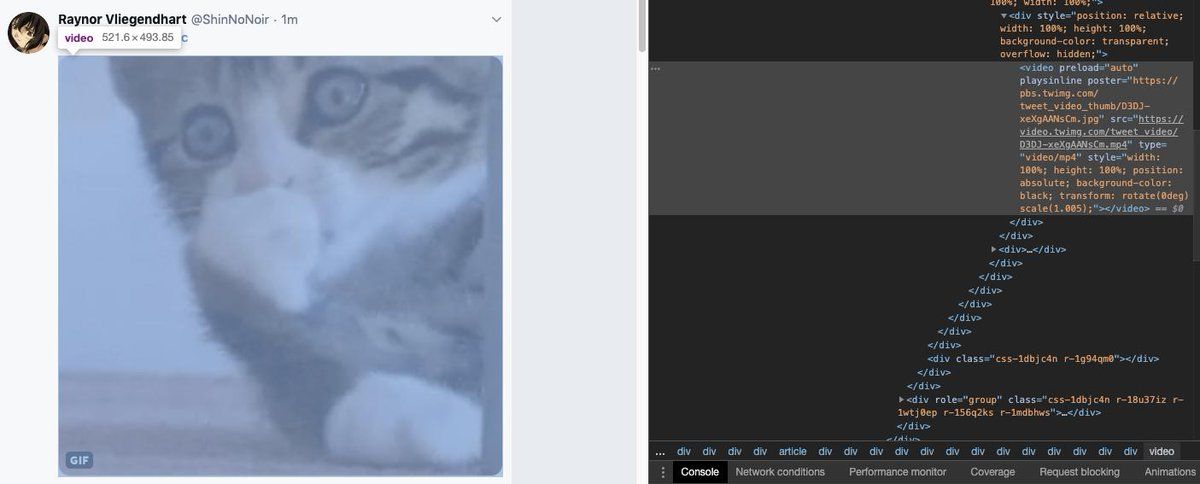 Raynor Vliegendhart @ShinNoNoir · 1m
video 521.6 × 493.85
c
GIF
100%; width: 100%;">
▼<div style="position: relative;
width: 100%; height: 100%;
background-color: transparent;
overflow: hidden;">
…
<video preload="auto"
playsinline poster="https://
pbs.twimg.com/
tweet_video_thumb/D3DJ-
xeXgAANsCm.jpg" src="https://
video.twimg.com/tweet_video/
D3DJ-xeXgAANsCm.mp4" type=
"video/mp4" style="width:
100%; height: 100%; position:
absolute; background-color:
black; transform: rotate(0deg)
scale(1.005);"></video> == $0
</div>
</div>
▶<div>…</div>
</div>
</div>
</div>
</div>
</div>
</div>
</div>
<div class="css-1dbjc4n r-1g94qm0"></div>
</div>
</div>
▶<div role="group" class="css-1dbjc4n r-18u37iz r-
1wtj0ep r-156q2ks r-1mdbhws">…</div>
</div>
</div>
… div div div div article div div div div div div div div div div div div video
⋮ Console Network conditions Performance monitor Coverage Request blocking Animations